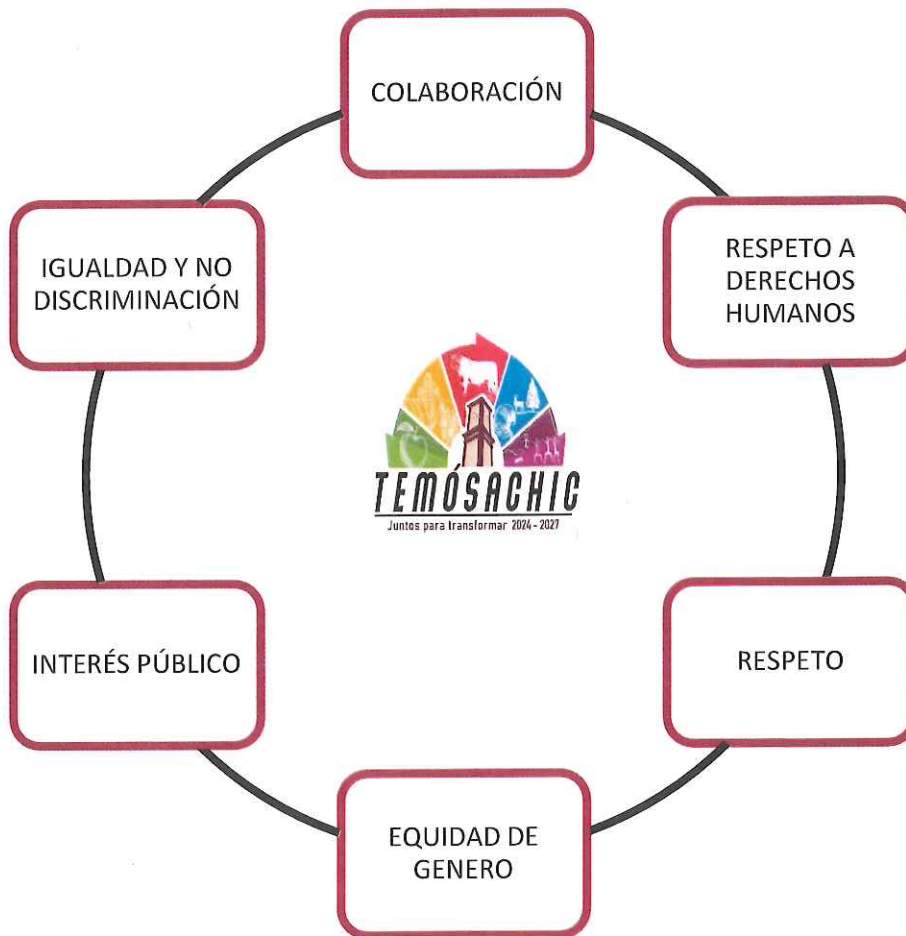 COLABORACIÓN
RESPETO A
DERECHOS
HUMANOS
RESPETO
EQUIDAD DE
GENERO
INTERÉS PÚBLICO
IGUALDAD Y NO
DISCRIMINACIÓN
TEMÓSACHIC
Juntos para transformar 2024 - 2027